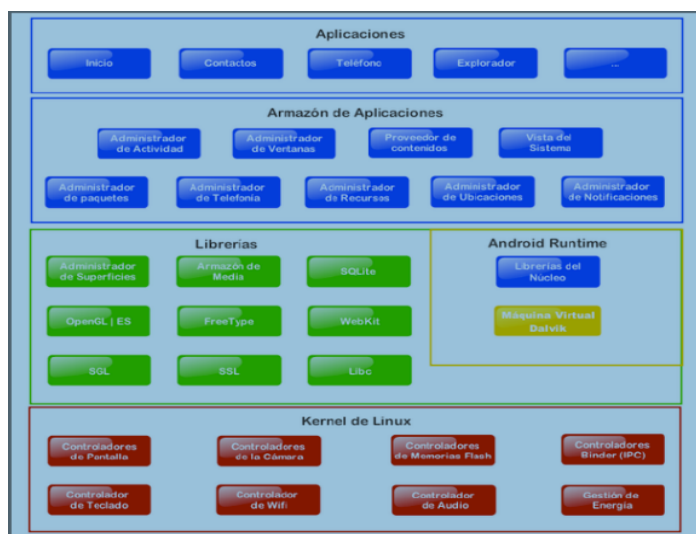 Aplicaciones
Inicio
Contactos
Teléfono
Explorador
...
Armazón de Aplicaciones
Administrador
de Actividad
Administrador
de Ventanas
Proveedor de
contenidos
Vista del
Sistema
Administrador
de paquetes
Administrador
de Telefonía
Administrador
de Recursos
Administrador
de Ubicaciones
Administrador
de Notificaciones
Librerías
Android Runtime
Administrador
de Superficies
Armazón de
Media
SQLite
Librerías del
Núcleo
OpenGL | ES
FreeType
WebKit
Maquina Virtual
Dalvik
SGL
SSL
Libc
Kernel de Linux
Controladores
de Pantalla
Controladores
de la Cámara
Controladores
de Memorias Flash
Controladores
Binder (IPC)
Controlador
de Teclado
Controlador
de Wifi
Controlador
de Audio
Gestión de
Energía